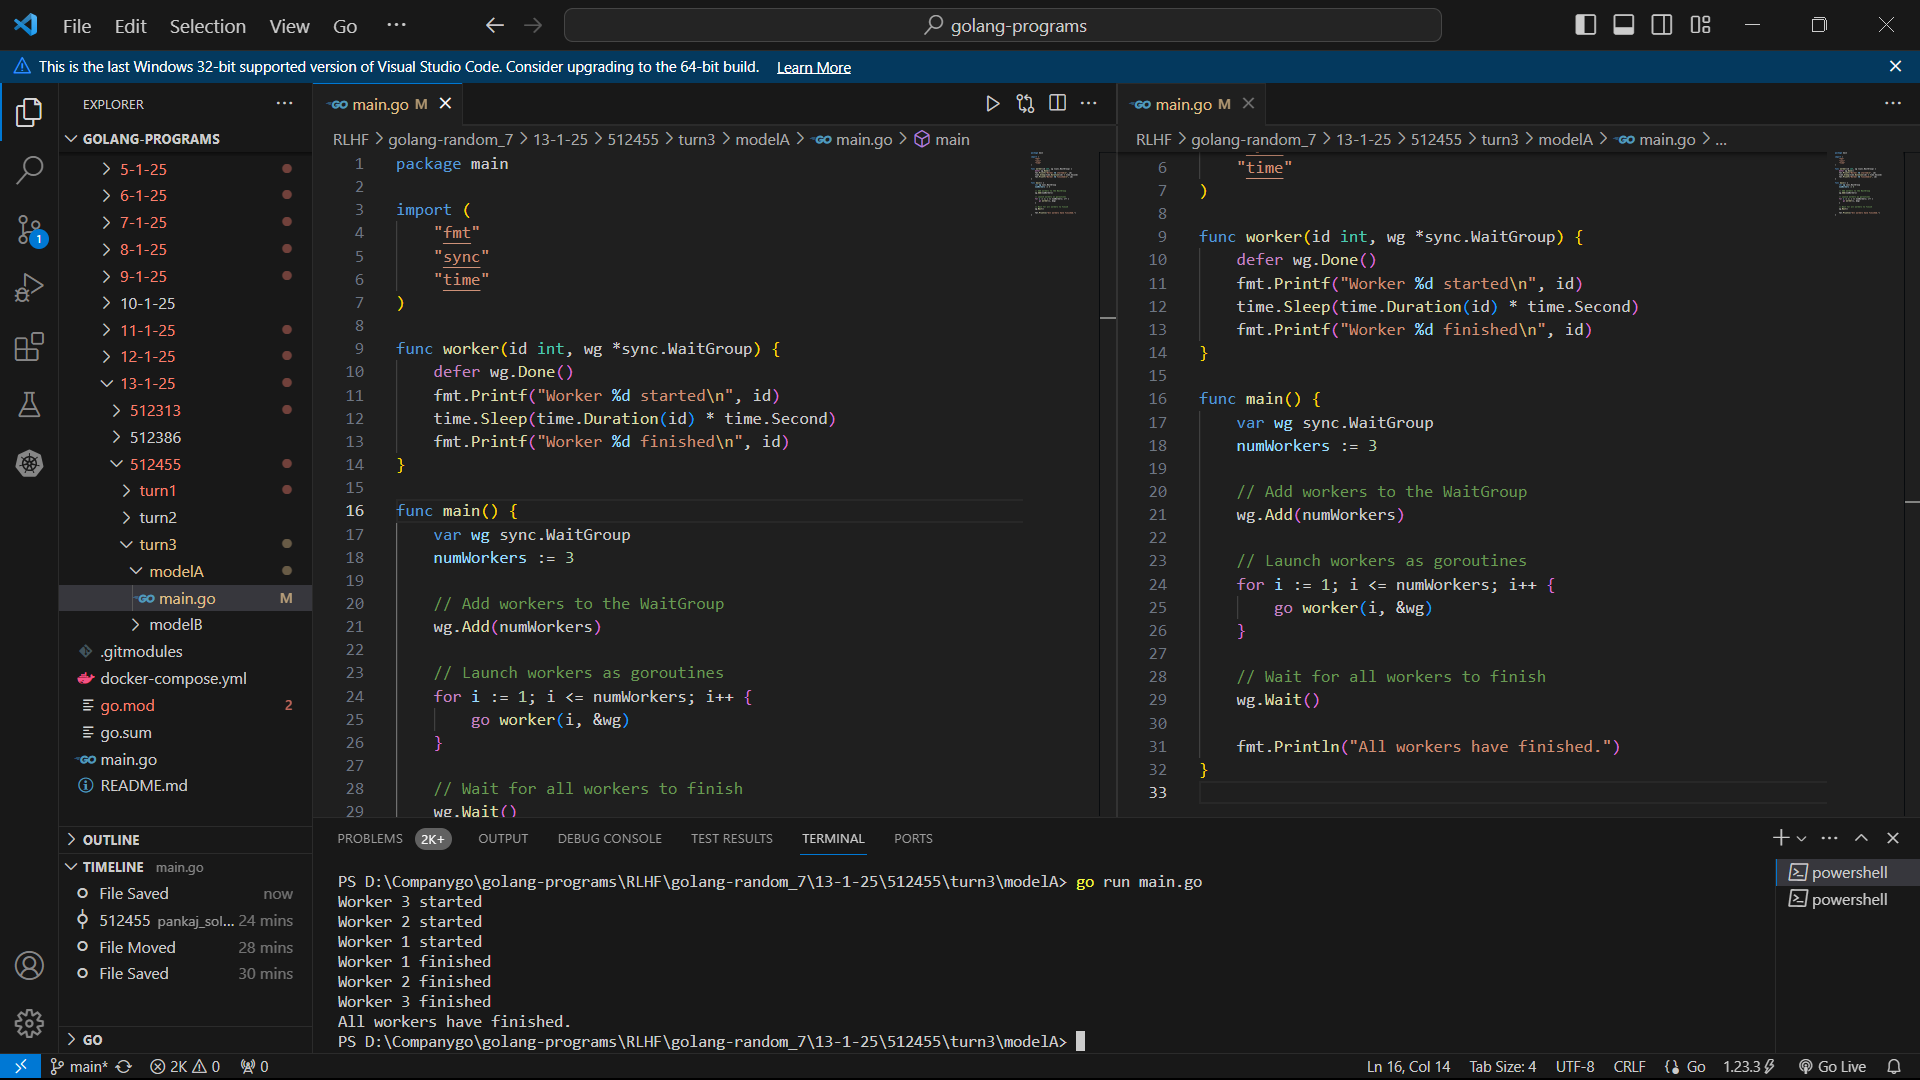 File Edit Selection View Go ...
golang-programs
This is the last Windows 32-bit supported version of Visual Studio Code. Consider upgrading to the 64-bit build. Learn More
EXPLORER
GOLANG-PROGRAMS
5-1-25
6-1-25
7-1-25
8-1-25
9-1-25
10-1-25
11-1-25
12-1-25
13-1-25
512313
512386
512455
turn1
turn2
turn3
modelA
main.go M
modelB
.gitmodules
docker-compose.yml
go.mod 2
go.sum
main.go
README.md
OUTLINE
TIMELINE main.go
File Saved now
512455 pankaj_sol... 24 mins
File Moved 28 mins
File Saved 30 mins
GO
1
main.go M
RLHF > golang-random_7 > 13-1-25 > 512455 > turn3 > modelA > main.go > main
1 package main
2
3 import (
4 "fmt"
5 "sync"
6 "time"
7 )
8
9 func worker(id int, wg *sync.WaitGroup) {
10 defer wg.Done()
11 fmt.Printf("Worker %d started\n", id)
12 time.Sleep(time.Duration(id) * time.Second)
13 fmt.Printf("Worker %d finished\n", id)
14 }
15
16 func main() {
17 var wg sync.WaitGroup
18 numWorkers := 3
19
20 // Add workers to the WaitGroup
21 wg.Add(numWorkers)
22
23 // Launch workers as goroutines
24 for i := 1; i <= numWorkers; i++ {
25 go worker(i, &wg)
26 }
27
28 // Wait for all workers to finish
29 wg.Wait()
main.go M
RLHF > golang-random_7 > 13-1-25 > 512455 > turn3 > modelA > main.go > ...
6 "time"
7 )
8
9 func worker(id int, wg *sync.WaitGroup) {
10 defer wg.Done()
11 fmt.Printf("Worker %d started\n", id)
12 time.Sleep(time.Duration(id) * time.Second)
13 fmt.Printf("Worker %d finished\n", id)
14 }
15
16 func main() {
17 var wg sync.WaitGroup
18 numWorkers := 3
19
20 // Add workers to the WaitGroup
21 wg.Add(numWorkers)
22
23 // Launch workers as goroutines
24 for i := 1; i <= numWorkers; i++ {
25 go worker(i, &wg)
26 }
27
28 // Wait for all workers to finish
29 wg.Wait()
30
31 fmt.Println("All workers have finished.")
32 }
33
PROBLEMS 2K+ OUTPUT DEBUG CONSOLE TEST RESULTS TERMINAL PORTS
PS D:\Companygo\golang-programs\RLHF\golang-random_7\13-1-25\512455\turn3\modelA> go run main.go
Worker 3 started
Worker 2 started
Worker 1 started
Worker 1 finished
Worker 2 finished
Worker 3 finished
All workers have finished.
PS D:\Companygo\golang-programs\RLHF\golang-random_7\13-1-25\512455\turn3\modelA>
powershell
powershell
main* 2K 0 0 Ln 16, Col 14 Tab Size: 4 UTF-8 CRLF Go 1.23.3 Go Live